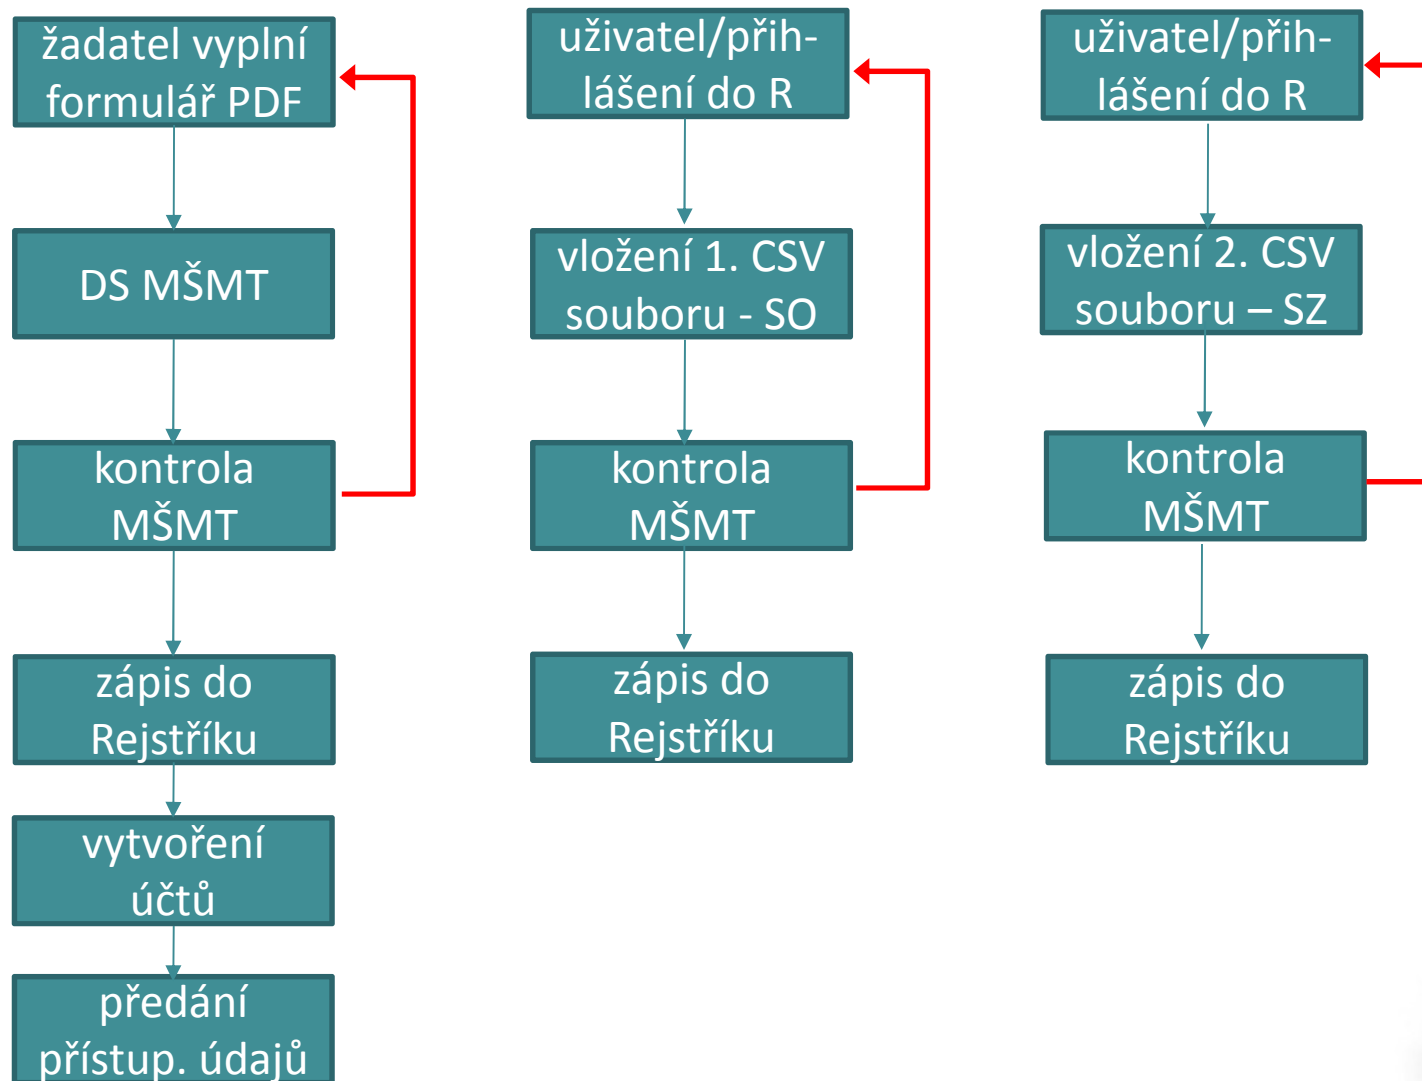 žadatel vyplní
formulář PDF
DS MŠMT
kontrola
MŠMT
zápis do
Rejstříku
vytvoření
účtů
předání
přístup. údajů
uživatel/přih-
lášení do R
vložení 1. CSV
souboru - SO
kontrola
MŠMT
zápis do
Rejstříku
uživatel/přih-
lášení do R
vložení 2. CSV
souboru – SZ
kontrola
MŠMT
zápis do
Rejstříku